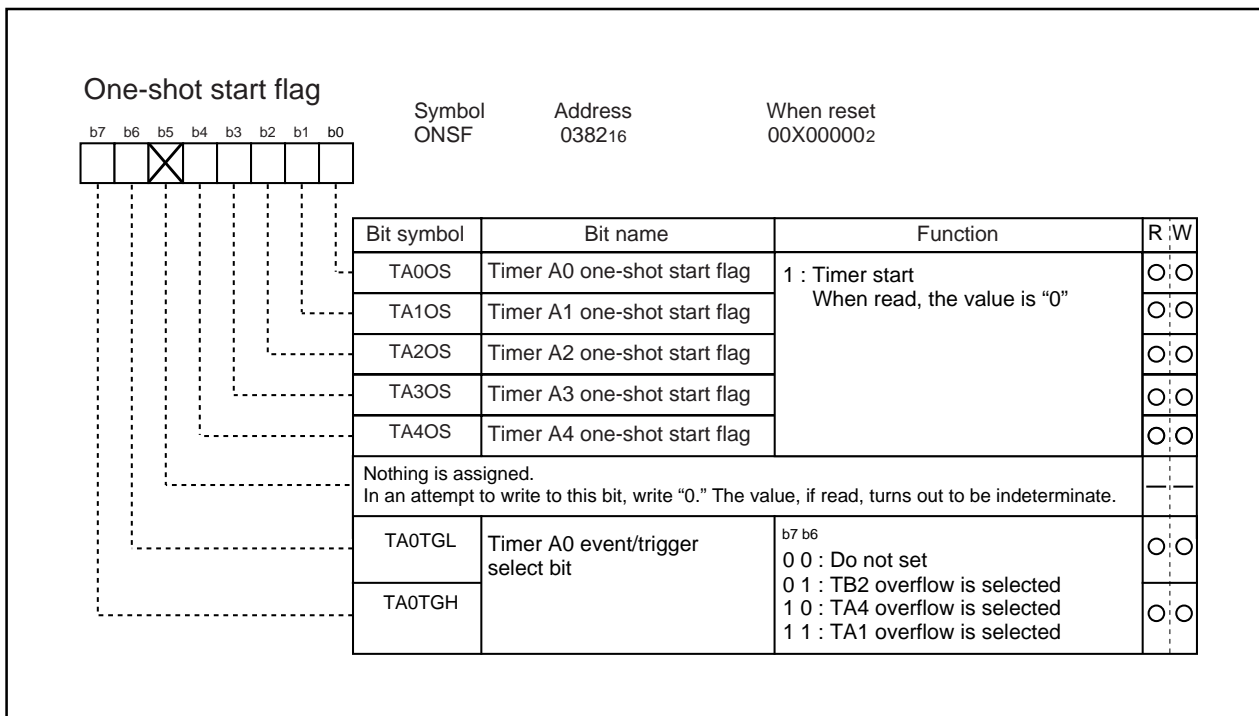 One-shot start flag
Symbol Address When reset
ONSF 038216 00X000002
b7 b6 b5 b4 b3 b2 b1 b0
Bit symbol Bit name Function R W
TA0OS Timer A0 one-shot start flag 1 : Timer start
When read, the value is “0”
TA1OS Timer A1 one-shot start flag
TA2OS Timer A2 one-shot start flag
TA3OS Timer A3 one-shot start flag
TA4OS Timer A4 one-shot start flag
Nothing is assigned.
In an attempt to write to this bit, write “0.” The value, if read, turns out to be indeterminate.
TA0TGL Timer A0 event/trigger
select bit
TA0TGH
b7 b6
0 0 : Do not set
0 1 : TB2 overflow is selected
1 0 : TA4 overflow is selected
1 1 : TA1 overflow is selected